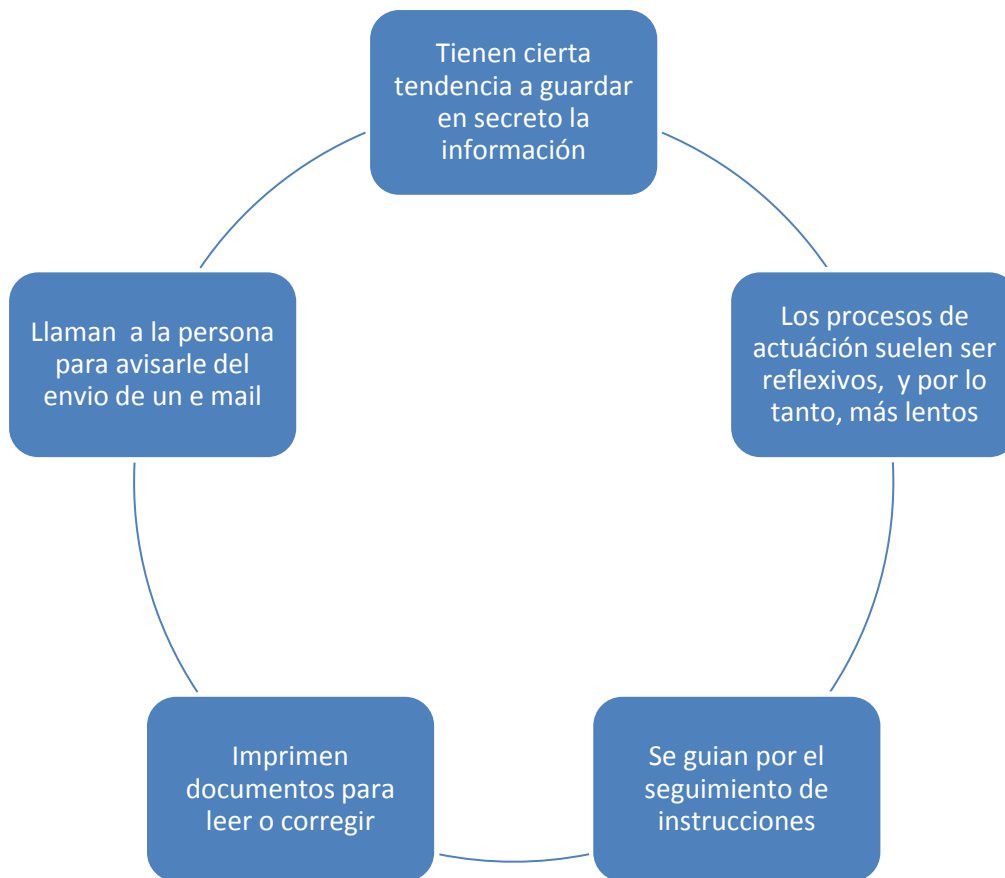 Tienen cierta
tendencia a guardar
en secreto la
información
Los procesos de
actuáción suelen ser
reflexivos,  y por lo
tanto, más lentos
Se guian por el
seguimiento de
instrucciones
Imprimen
documentos para
leer o corregir
Llaman  a la persona
para avisarle del
envio de un e mail